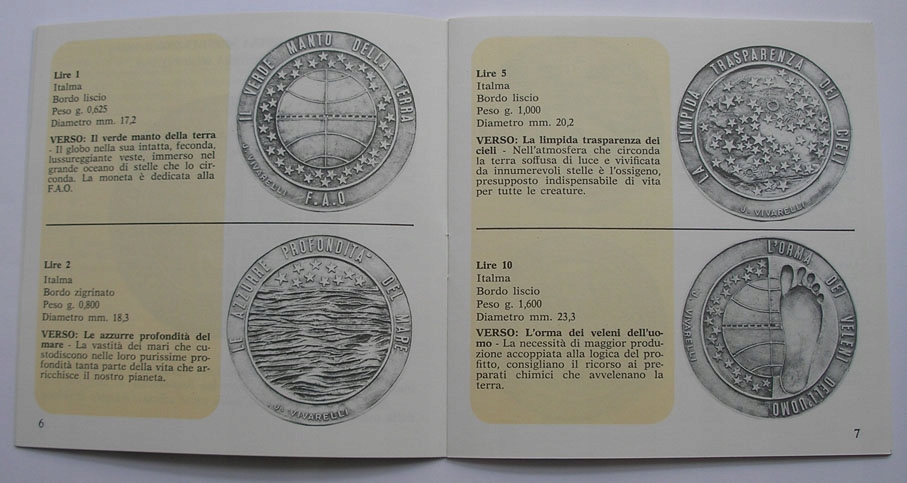 Lire 1
Italma
Bordo liscio
Peso g. 0,625
Diametro mm. 17,2
VERSO: Il verde manto della terra
- Il globo nella sua intatta, feconda,
lussureggiante veste, immerso nel
grande oceano di stelle che lo cir-
conda. La moneta è dedicata alla
F.A.O.
IL VERDE MANTO DELLA TERRA
J. VIVARELLI
F.A.O
Lire 2
Italma
Bordo zigrinato
Peso g. 0,800
Diametro mm. 18,3
VERSO: Le azzurre profondità del
mare - La vastità dei mari che cu-
stodiscono nelle loro purissime pro-
fondità tanta parte della vita che ar-
ricchisce il nostro pianeta.
LE AZZURRE PROFONDITA' DEL MARE
J. VIVARELLI
6
Lire 5
Italma
Bordo liscio
Peso g. 1,000
Diametro mm. 20,2
VERSO: La limpida trasparenza dei
cieli - Nell'atmosfera che circonda
la terra soffusa di luce e vivificata
da innumerevoli stelle è l'ossigeno,
presupposto indispensabile di vita
per tutte le creature.
LA LIMPIDA TRASPARENZA DEI CIELI
J. VIVARELLI
Lire 10
Italma
Bordo liscio
Peso g. 1,600
Diametro mm. 23,3
VERSO: L'orma dei veleni dell'uo-
mo - La necessità di maggior produ-
zione accoppiata alla logica del pro-
fitto, consigliano il ricorso ai pre-
parati chimici che avvelenano la
terra.
L'ORMA DEI VELENI DELL'UOMO
J. VIVARELLI
7